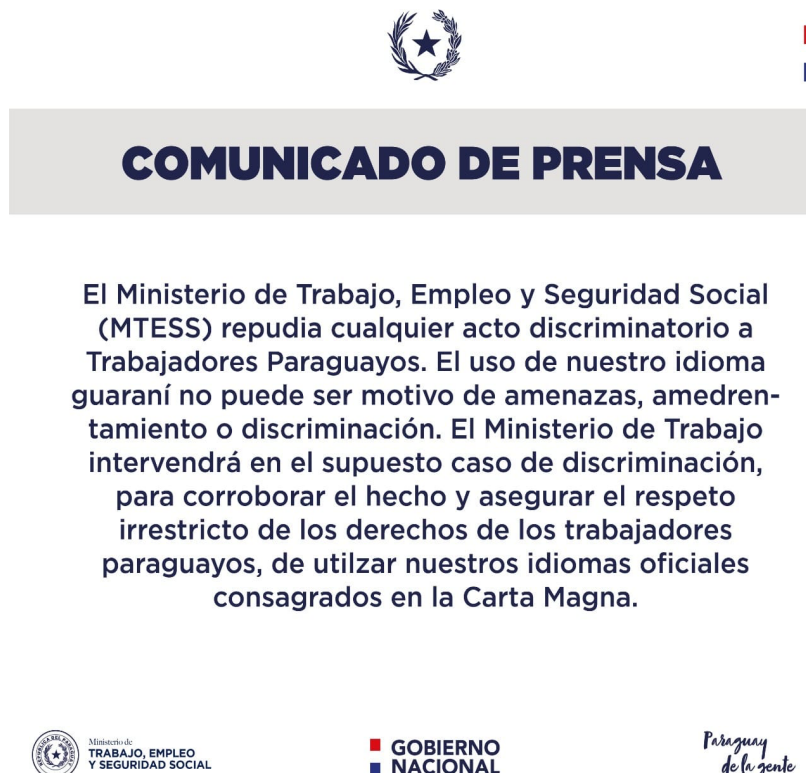 COMUNICADO DE PRENSA
El Ministerio de Trabajo, Empleo y Seguridad Social
(MTESS) repudia cualquier acto discriminatorio a
Trabajadores Paraguayos. El uso de nuestro idioma
guaraní no puede ser motivo de amenazas, amedren-
tamiento o discriminación. El Ministerio de Trabajo
intervendrá en el supuesto caso de discriminación,
para corroborar el hecho y asegurar el respeto
irrestricto de los derechos de los trabajadores
paraguayos, de utilzar nuestros idiomas oficiales
consagrados en la Carta Magna.
Ministerio de
TRABAJO, EMPLEO
Y SEGURIDAD SOCIAL
GOBIERNO
NACIONAL
Paraguay
de la gente